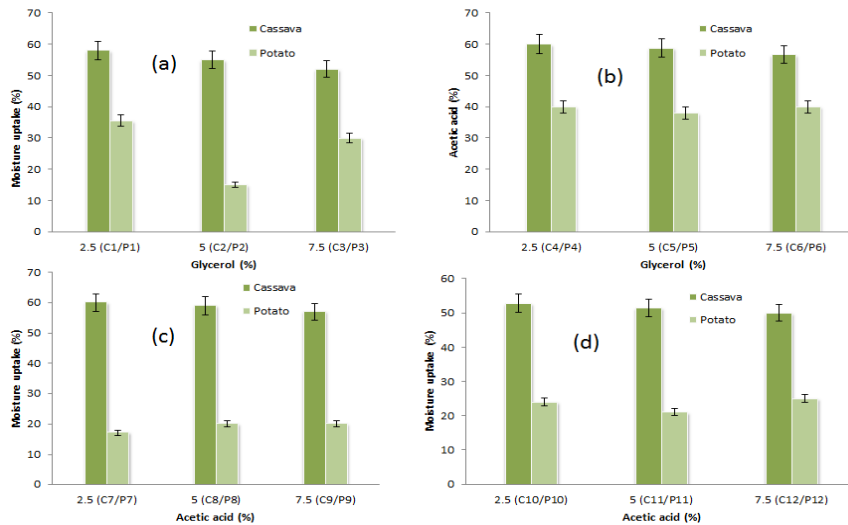 70
60
50
40
30
20
10
0
Moisture uptake (%)
(a)
Cassava
Potato
2.5 (C1/P1)
5 (C2/P2)
7.5 (C3/P3)
Glycerol (%)
70
60
50
40
30
20
10
0
Acetic acid (%)
(b)
Cassava
Potato
2.5 (C4/P4)
5 (C5/P5)
7.5 (C6/P6)
Glycerol (%)
70
60
50
40
30
20
10
0
Moisture uptake (%)
(c)
Cassava
Potato
2.5 (C7/P7)
5 (C8/P8)
7.5 (C9/P9)
Acetic acid (%)
60
50
40
30
20
10
0
Moisture uptake (%)
(d)
Cassava
Potato
2.5 (C10/P10)
5 (C11/P11)
7.5 (C12/P12)
Acetic acid (%)